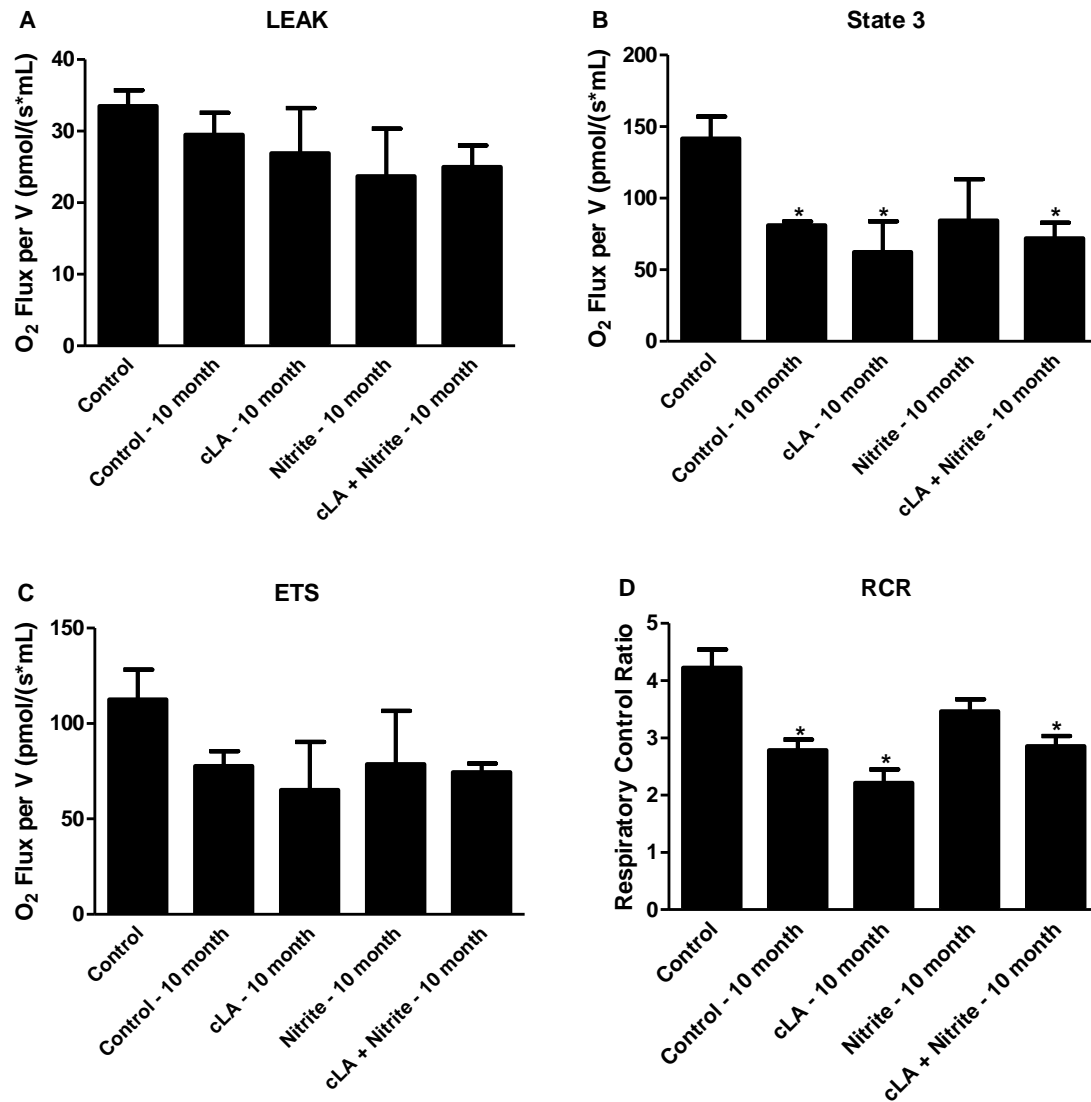 A
LEAK
O2 Flux per V (pmol/(s*mL)
40
30
20
10
0
Control
Control - 10 month
cLA - 10 month
Nitrite - 10 month
cLA + Nitrite - 10 month
B
State 3
O2 Flux per V (pmol/(s*mL)
200
150
100
50
0
* * *
Control
Control - 10 month
cLA - 10 month
Nitrite - 10 month
cLA + Nitrite - 10 month
C
ETS
O2 Flux per V (pmol/(s*mL)
150
100
50
0
Control
Control - 10 month
cLA - 10 month
Nitrite - 10 month
cLA + Nitrite - 10 month
D
RCR
Respiratory Control Ratio
5
4
3
2
1
0
* * *
Control
Control - 10 month
cLA - 10 month
Nitrite - 10 month
cLA + Nitrite - 10 month